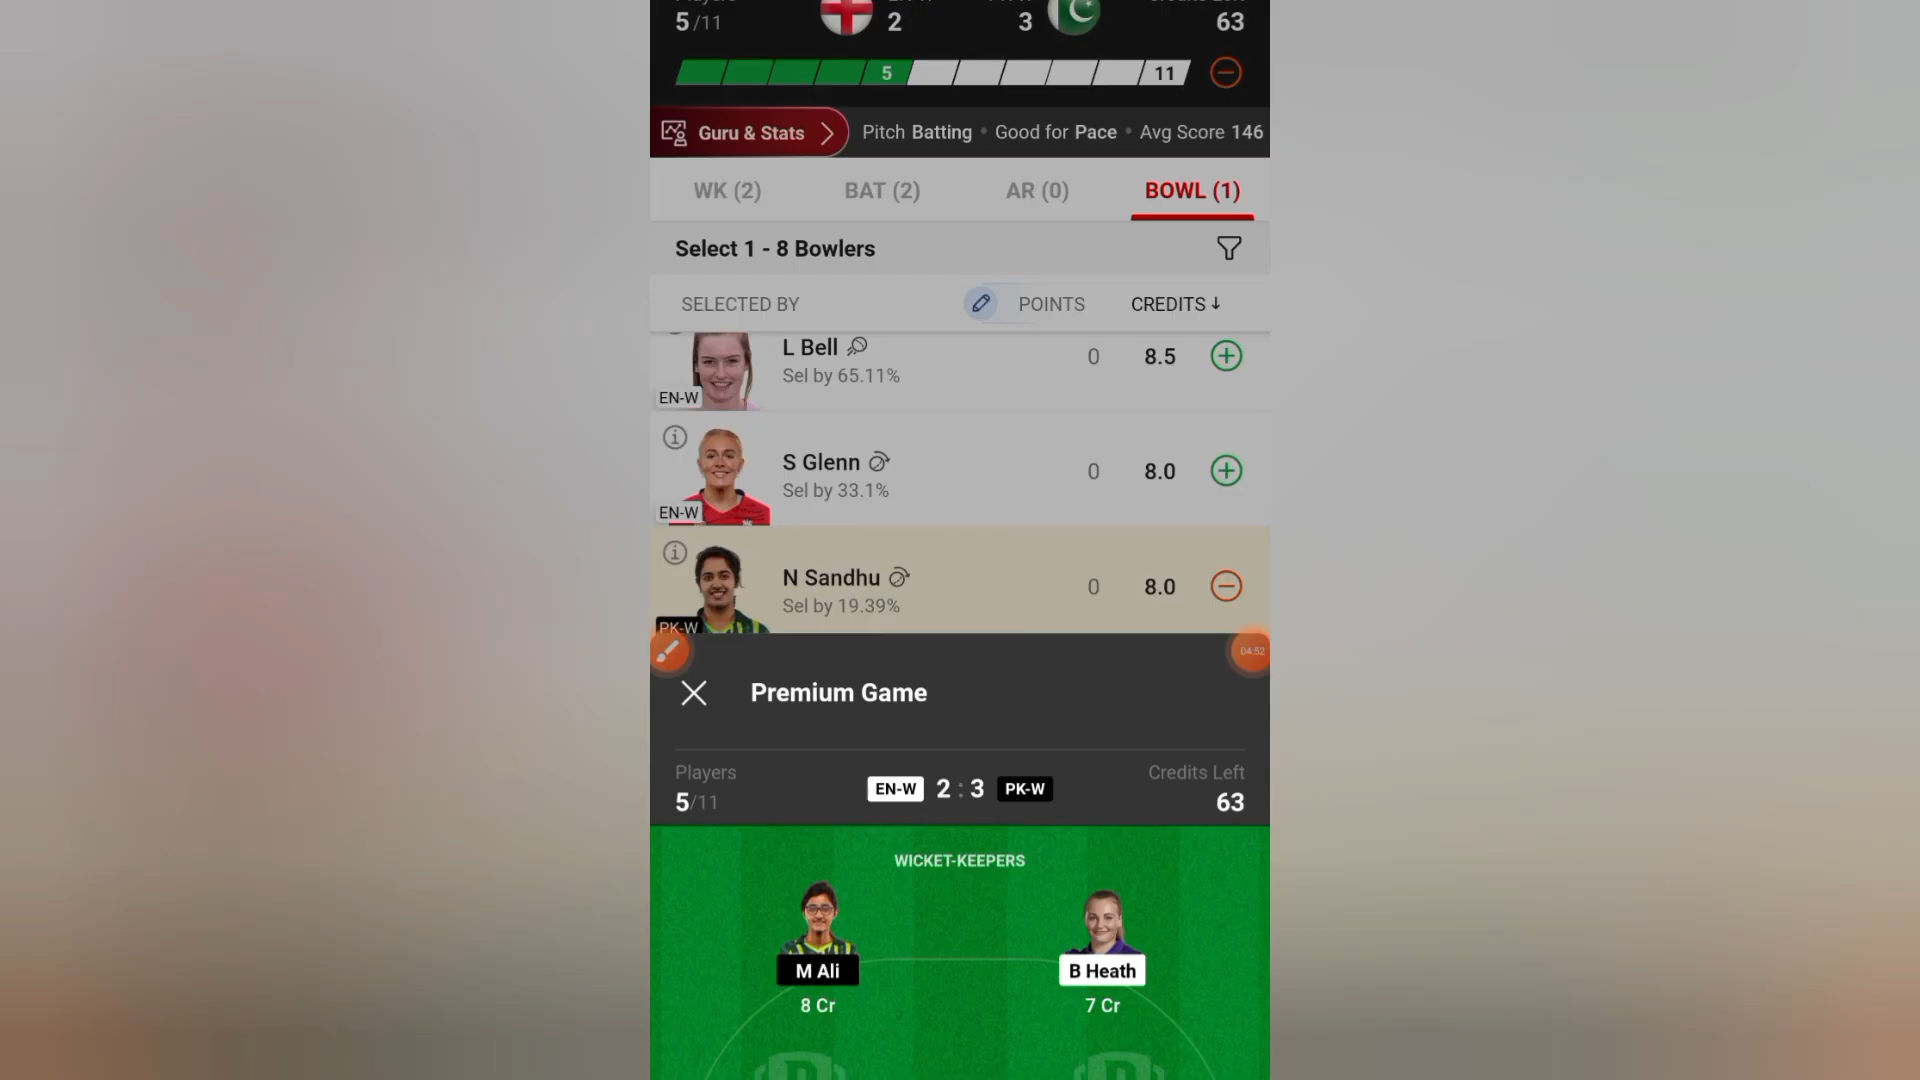 5/11
2
3
63
5
11
Guru & Stats
Pitch Batting • Good for Pace • Avg Score 146
WK (2)
BAT (2)
AR (0)
BOWL (1)
Select 1 - 8 Bowlers
SELECTED BY
POINTS
CREDITS↓
L Bell
Sel by 65.11%
0
8.5
EN-W
S Glenn
Sel by 33.1%
0
8.0
EN-W
N Sandhu
Sel by 19.39%
0
8.0
PK-W
04:52
Premium Game
Players
Credits Left
5/11
EN-W 2 : 3 PK-W
63
WICKET-KEEPERS
M Ali
B Heath
8 Cr
7 Cr